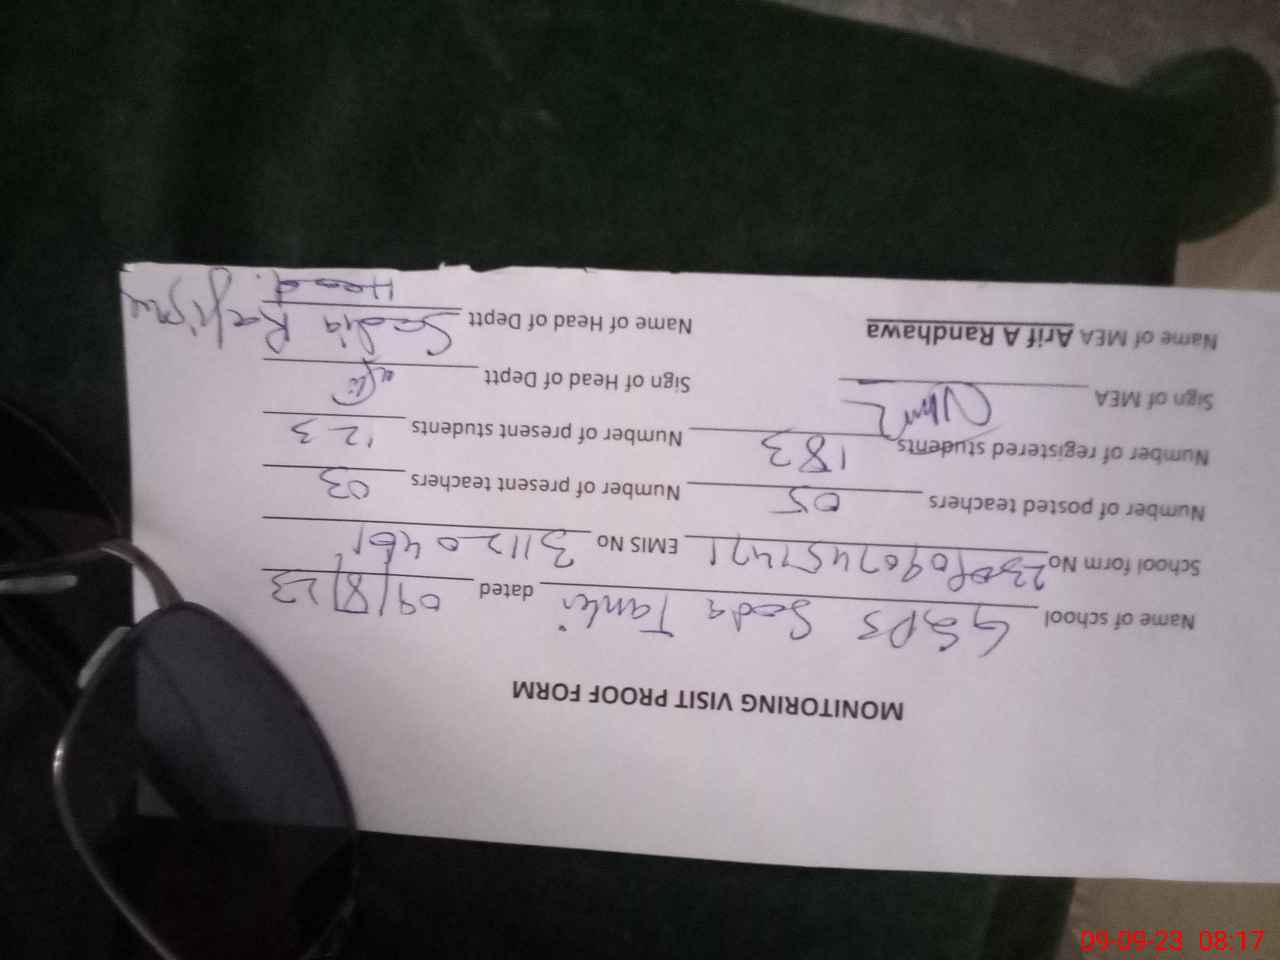 MONITORING VISIT PROOF FORM
Name of school GGPS Soda Tanki dated 09/8/23
School form No EMIS No
Number of posted teachers 05 Number of present teachers 03
Number of registered students 183 Number of present students 123
Sign of MEA Sign of Head of Deptt
Name of MEA Arif A Randhawa Name of Head of Deptt Sadia
Head.
09-09-23 08:17